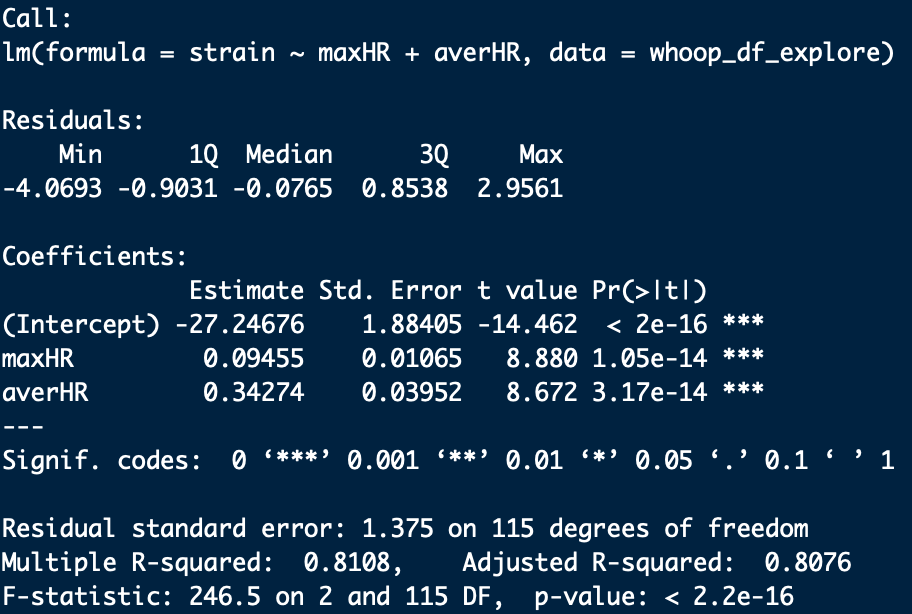 Call:
lm(formula = strain ~ maxHR + averHR, data = whoop_df_explore)

Residuals:
    Min      1Q  Median      3Q     Max
-4.0693 -0.9031 -0.0765  0.8538  2.9561

Coefficients:
             Estimate Std. Error t value Pr(>|t|)
(Intercept) -27.24676    1.88405 -14.462  < 2e-16 ***
maxHR         0.09455    0.01065   8.880 1.05e-14 ***
averHR        0.34274    0.03952   8.672 3.17e-14 ***
---
Signif. codes:  0 ‘***’ 0.001 ‘**’ 0.01 ‘*’ 0.05 ‘.’ 0.1 ‘ ’ 1

Residual standard error: 1.375 on 115 degrees of freedom
Multiple R-squared:  0.8108,    Adjusted R-squared:  0.8076
F-statistic: 246.5 on 2 and 115 DF,  p-value: < 2.2e-16